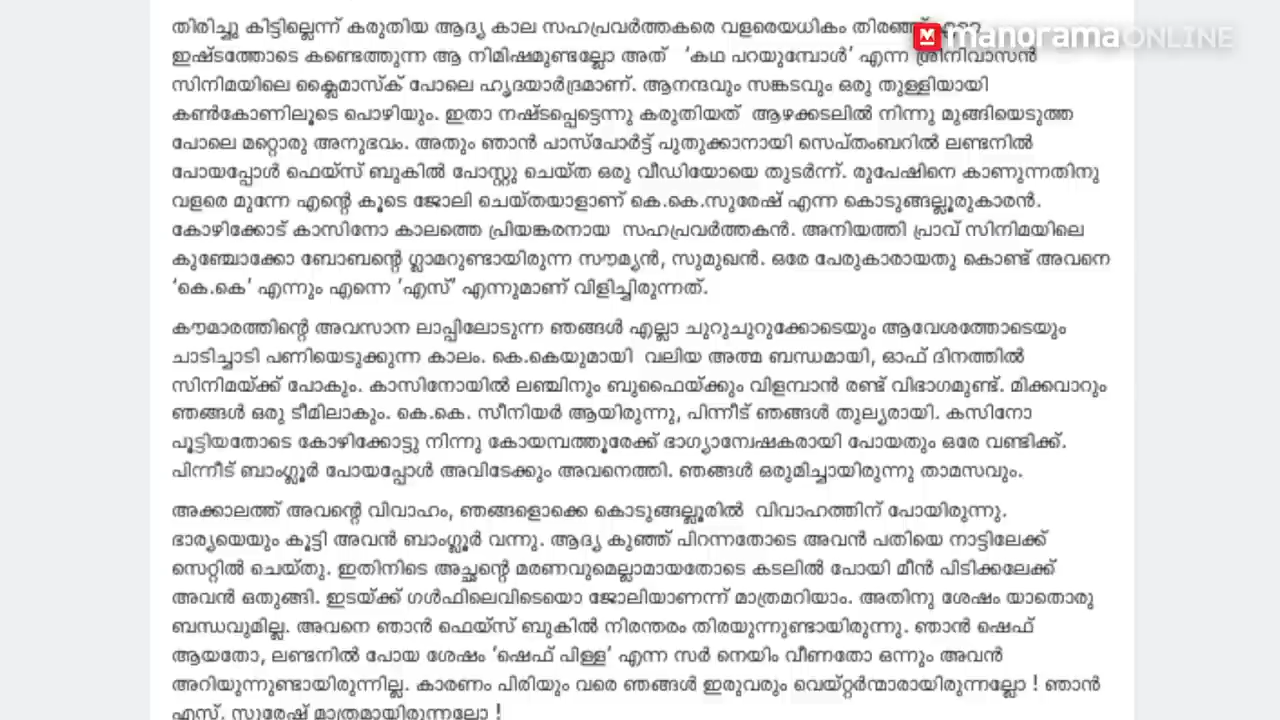 തിരിച്ചു കിട്ടില്ലെന്ന് കരുതിയ ആദ്യ കാല സഹപ്രവർത്തകരെ വളരെയധികം തിരഞ്ഞ്
manoramaONLINE
ഇഷ്ടത്തോടെ കണ്ടെത്തുന്ന ആ നിമിഷമുണ്ടല്ലോ അത് 'കഥ പറയുമ്പോൾ' എന്ന ശ്രീനിവാസൻ
സിനിമയിലെ ക്ലൈമാസ്ക് പോലെ ഹൃദയാർദ്രമാണ്. ആനന്ദവും സങ്കടവും ഒരു തുള്ളിയായി
കൺകോണിലൂടെ പൊഴിയും. ഇതാ നഷ്ടപ്പെട്ടെന്നു കരുതിയത് ആഴക്കടലിൽ നിന്നു മുങ്ങിയെടുത്ത
പോലെ മറ്റൊരു അനുഭവം. അതും ഞാൻ പാസ്പോർട്ട് പുതുക്കാനായി സെപ്തംബറിൽ ലണ്ടനിൽ
പോയപ്പോൾ ഫെയ്സ് ബുകിൽ പോസ്റ്റു ചെയ്ത ഒരു വീഡിയോയെ തുടർന്ന്. രുപേഷിനെ കാണുന്നതിനു
വളരെ മുന്നേ എന്റെ കൂടെ ജോലി ചെയ്തയാളാണ് കെ.കെ.സുരേഷ് എന്ന കൊടുങ്ങല്ലൂരുകാരൻ.
കോഴിക്കോട് കാസിനോ കാലത്തെ പ്രിയങ്കരനായ സഹപ്രവർത്തകൻ. അനിയത്തി പ്രാവ് സിനിമയിലെ
കുഞ്ചോക്കോ ബോബന്റെ ഗ്ലാമറുണ്ടായിരുന്ന സൗമ്യൻ, സുമുഖൻ. ഒരേ പേരുകാരായതു കൊണ്ട് അവനെ
'കെ.കെ' എന്നും എന്നെ 'എസ്' എന്നുമാണ് വിളിച്ചിരുന്നത്.
കൗമാരത്തിന്റെ അവസാന ലാപ്പിലോടുന്ന ഞങ്ങൾ എല്ലാ ചുറുചുറുക്കോടെയും ആവേശത്തോടെയും
ചാടിച്ചാടി പണിയെടുക്കുന്ന കാലം. കെ.കെയുമായി വലിയ അത്മ ബന്ധമായി, ഓഫ് ദിനത്തിൽ
സിനിമയ്ക്ക് പോകും. കാസിനോയിൽ ലഞ്ചിനും ബുഫൈയ്ക്കും വിളമ്പാൻ രണ്ട് വിഭാഗമുണ്ട്. മിക്കവാറും
ഞങ്ങൾ ഒരു ടീമിലാകും. കെ.കെ. സീനിയർ ആയിരുന്നു, പിന്നീട് ഞങ്ങൾ തുല്യരായി. കസിനോ
പൂട്ടിയതോടെ കോഴിക്കോട്ടു നിന്നു കോയമ്പത്തൂരേക്ക് ഭാഗ്യാന്വേഷകരായി പോയതും ഒരേ വണ്ടിക്ക്.
പിന്നീട് ബാംഗ്ലൂർ പോയപ്പോൾ അവിടേക്കും അവനെത്തി. ഞങ്ങൾ ഒരുമിച്ചായിരുന്നു താമസവും.
അക്കാലത്ത് അവന്റെ വിവാഹം, ഞങ്ങളൊക്കെ കൊടുങ്ങല്ലൂരിൽ വിവാഹത്തിന് പോയിരുന്നു.
ഭാര്യയെയും കൂട്ടി അവൻ ബാംഗ്ലൂർ വന്നു. ആദ്യ കുഞ്ഞ് പിറന്നതോടെ അവൻ പതിയെ നാട്ടിലേക്ക്
സെറ്റിൽ ചെയ്തു. ഇതിനിടെ അച്ഛന്റെ മരണവുമെല്ലാമായതോടെ കടലിൽ പോയി മീൻ പിടിക്കലേക്ക്
അവൻ ഒതുങ്ങി. ഇടയ്ക്ക് ഗൾഫിലെവിടെയൊ ജോലിയാണന്ന് മാത്രമറിയാം. അതിനു ശേഷം യാതൊരു
ബന്ധവുമില്ല. അവനെ ഞാൻ ഫെയ്സ് ബുകിൽ നിരന്തരം തിരയുന്നുണ്ടായിരുന്നു. ഞാൻ ഷെഫ്
ആയതോ, ലണ്ടനിൽ പോയ ശേഷം 'ഷെഫ് പിള്ള' എന്ന സർ നെയിം വീണതോ ഒന്നും അവൻ
അറിയുന്നുണ്ടായിരുന്നില്ല. കാരണം പിരിയും വരെ ഞങ്ങൾ ഇരുവരും വെയ്റ്റർന്മാരായിരുന്നല്ലോ ! ഞാൻ
എസ്. സുരേഷ് മാത്രമായിരുന്നല്ലോ !